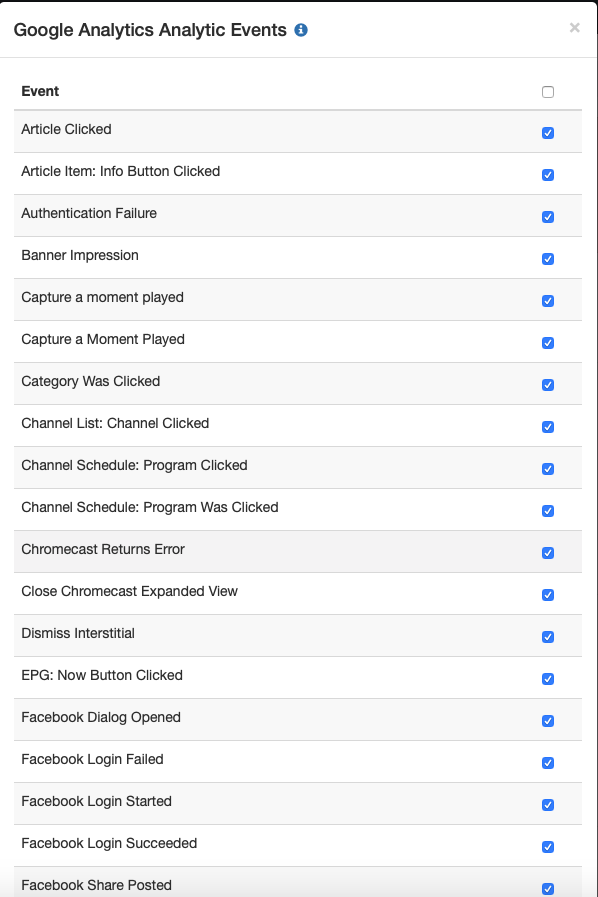 Google Analytics Analytic Events
Event
Article Clicked
Article Item: Info Button Clicked
Authentication Failure
Banner Impression
Capture a moment played
Capture a Moment Played
Category Was Clicked
Channel List: Channel Clicked
Channel Schedule: Program Clicked
Channel Schedule: Program Was Clicked
Chromecast Returns Error
Close Chromecast Expanded View
Dismiss Interstitial
EPG: Now Button Clicked
Facebook Dialog Opened
Facebook Login Failed
Facebook Login Started
Facebook Login Succeeded
Facebook Share Posted